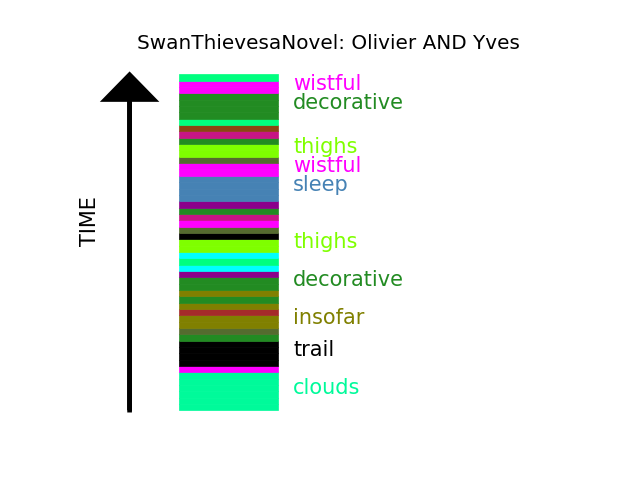 SwanThievesaNovel: Olivier AND Yves
wistful
decorative
thighs
wistful
sleep
TIME
thighs
decorative
insofar
trail
clouds